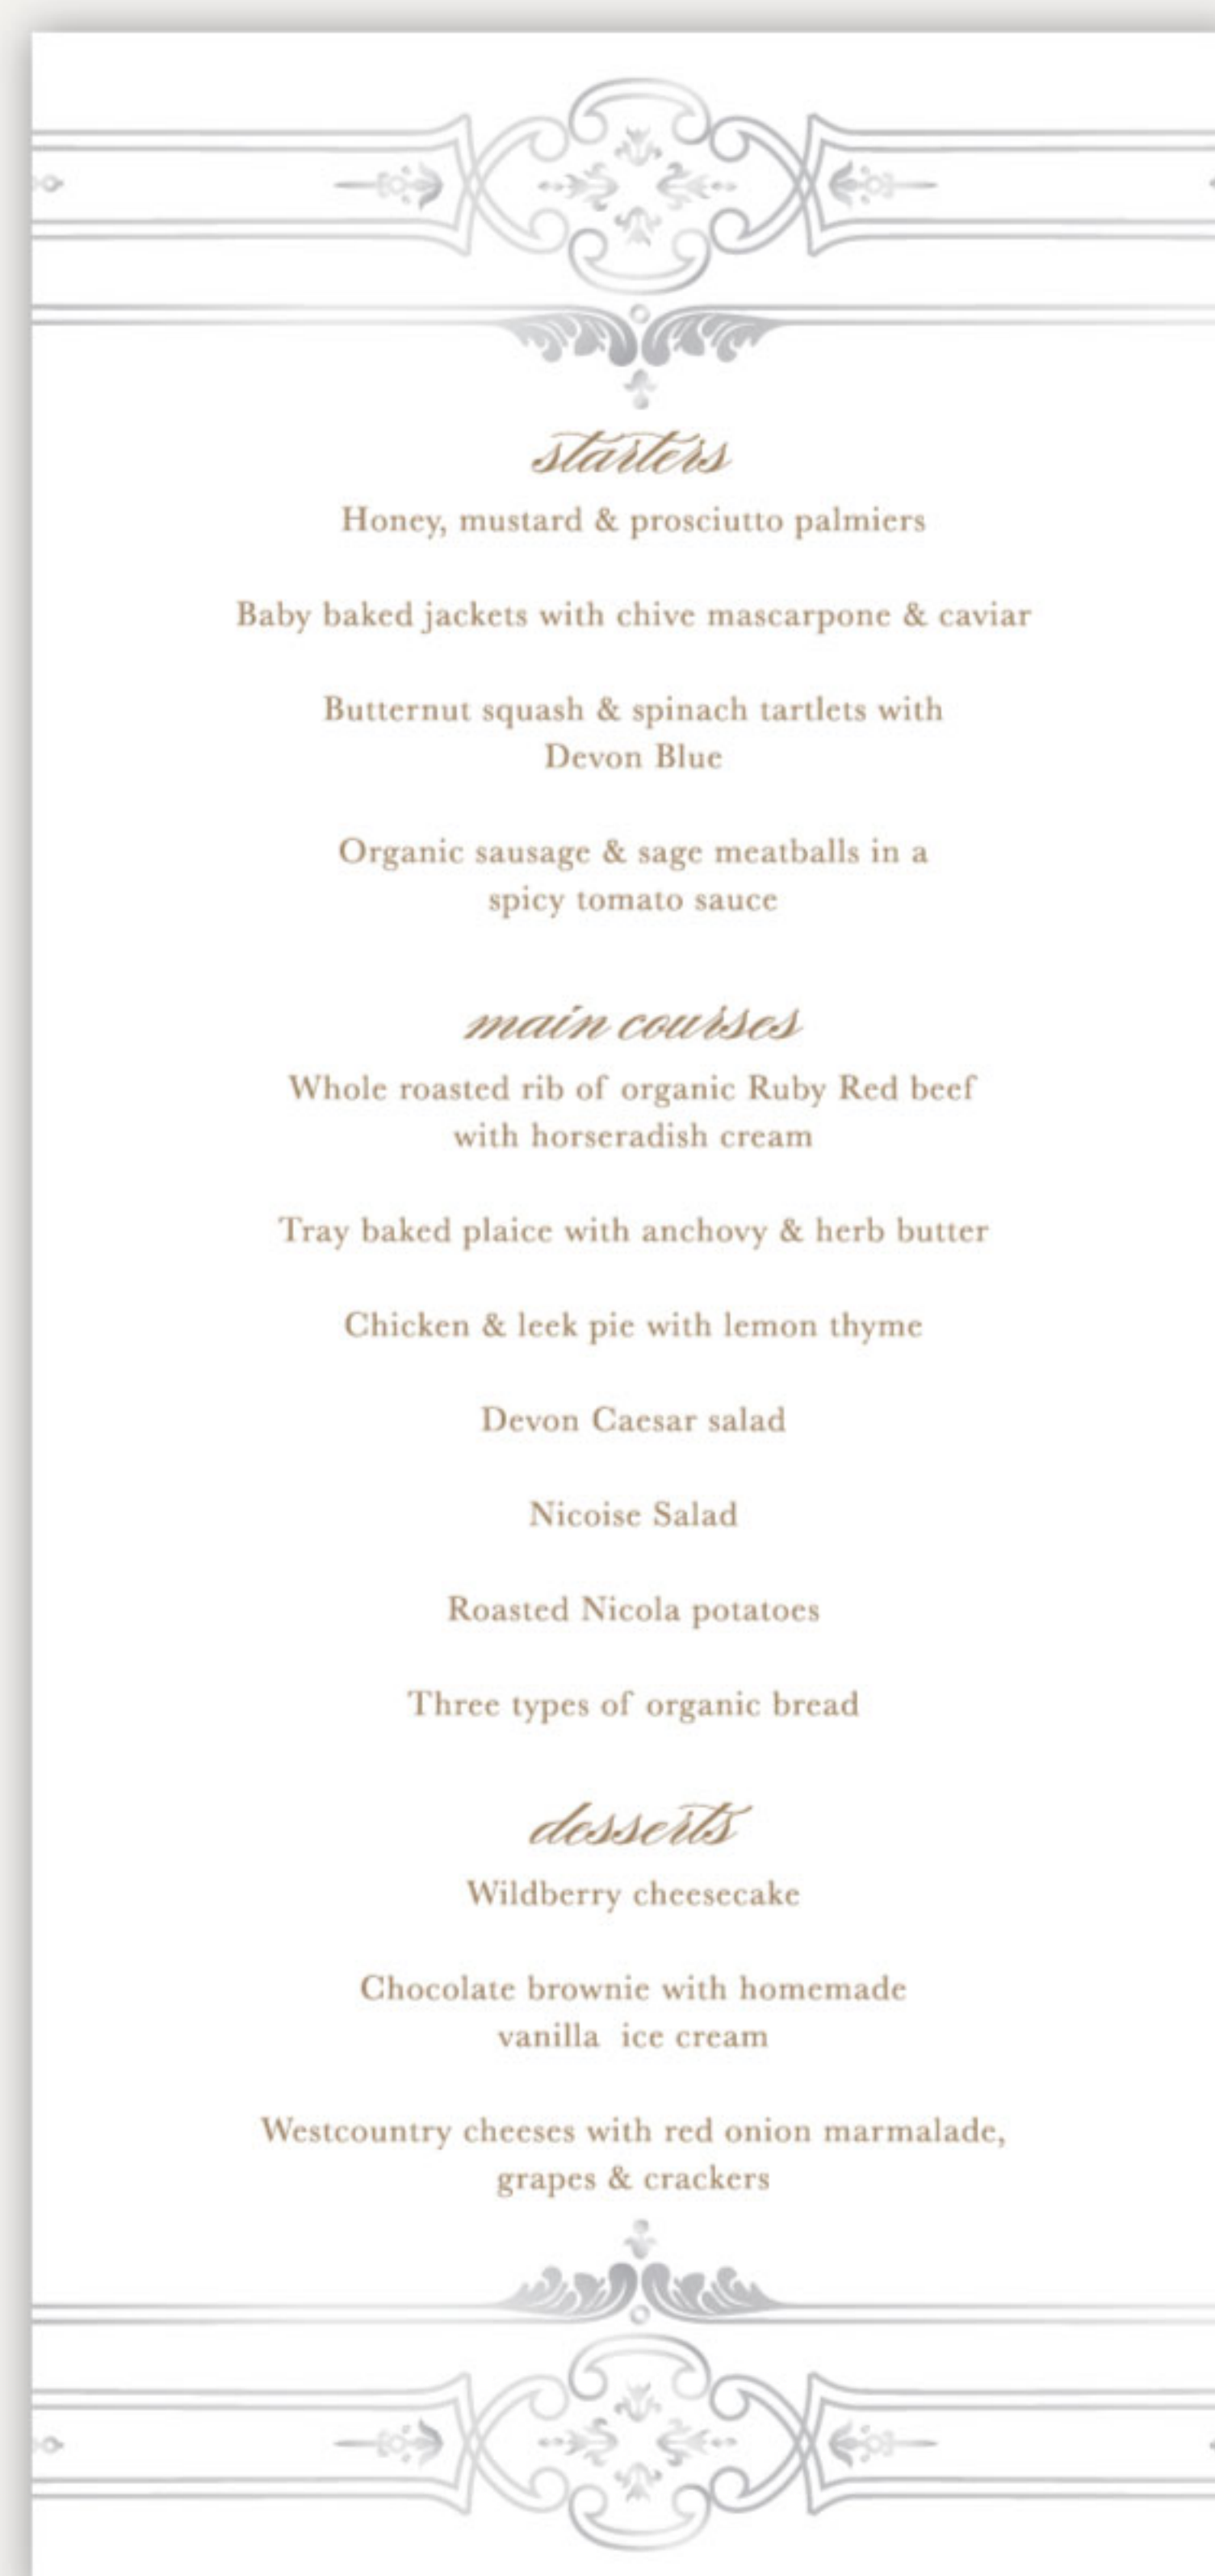 starters
Honey, mustard & prosciutto palmiers
Baby baked jackets with chive mascarpone & caviar
Butternut squash & spinach tartlets with
Devon Blue
Organic sausage & sage meatballs in a
spicy tomato sauce
main courses
Whole roasted rib of organic Ruby Red beef
with horseradish cream
Tray baked plaice with anchovy & herb butter
Chicken & leek pie with lemon thyme
Devon Caesar salad
Nicoise Salad
Roasted Nicola potatoes
Three types of organic bread
desserts
Wildberry cheesecake
Chocolate brownie with homemade
vanilla  ice cream
Westcountry cheeses with red onion marmalade,
grapes & crackers